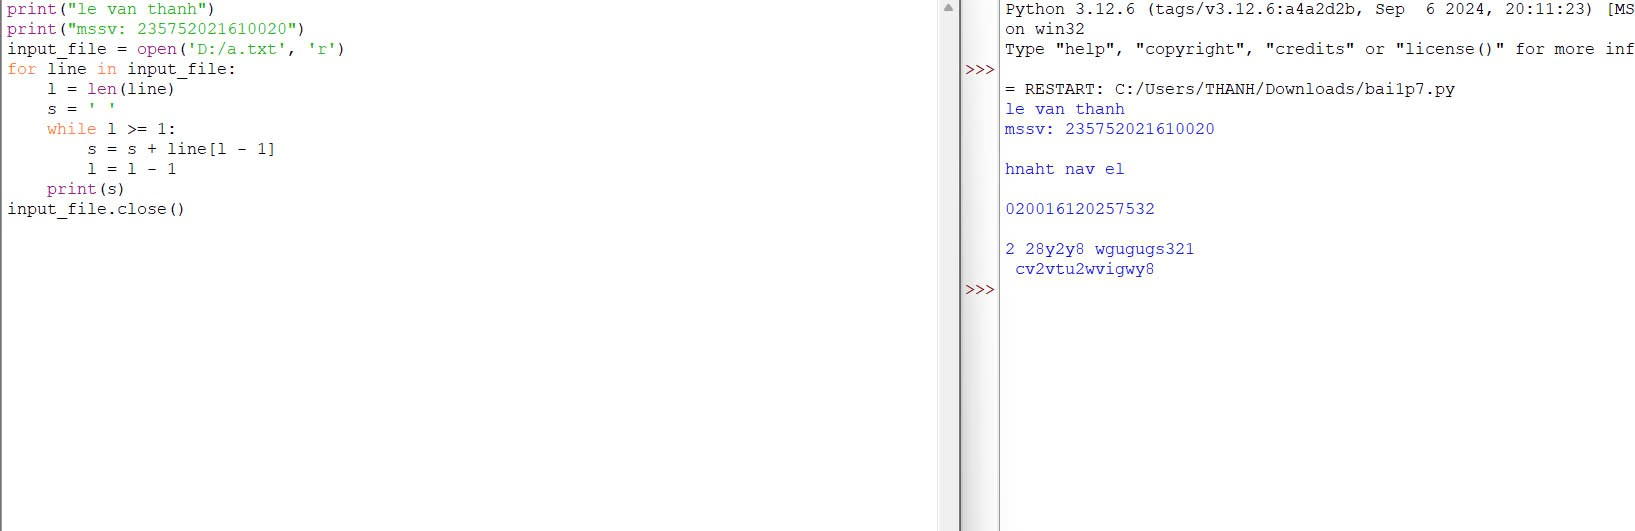 print("le van thanh")
print("mssv: 235752021610020")
input_file = open('D:/a.txt', 'r')
for line in input_file:
    l = len(line)
    s = ' '
    while l >= 1:
        s = s + line[l - 1]
        l = l - 1
    print(s)
input_file.close()
Python 3.12.6 (tags/v3.12.6:a4a2d2b, Sep  6 2024, 20:11:23) [MS
on win32
Type "help", "copyright", "credits" or "license()" for more inf
>>>
= RESTART: C:/Users/THANH/Downloads/bai1p7.py
le van thanh
mssv: 235752021610020

hnaht nav el

020016120257532

2 28y2y8 wgugugs321
 cv2vtu2wvigwy8
>>>